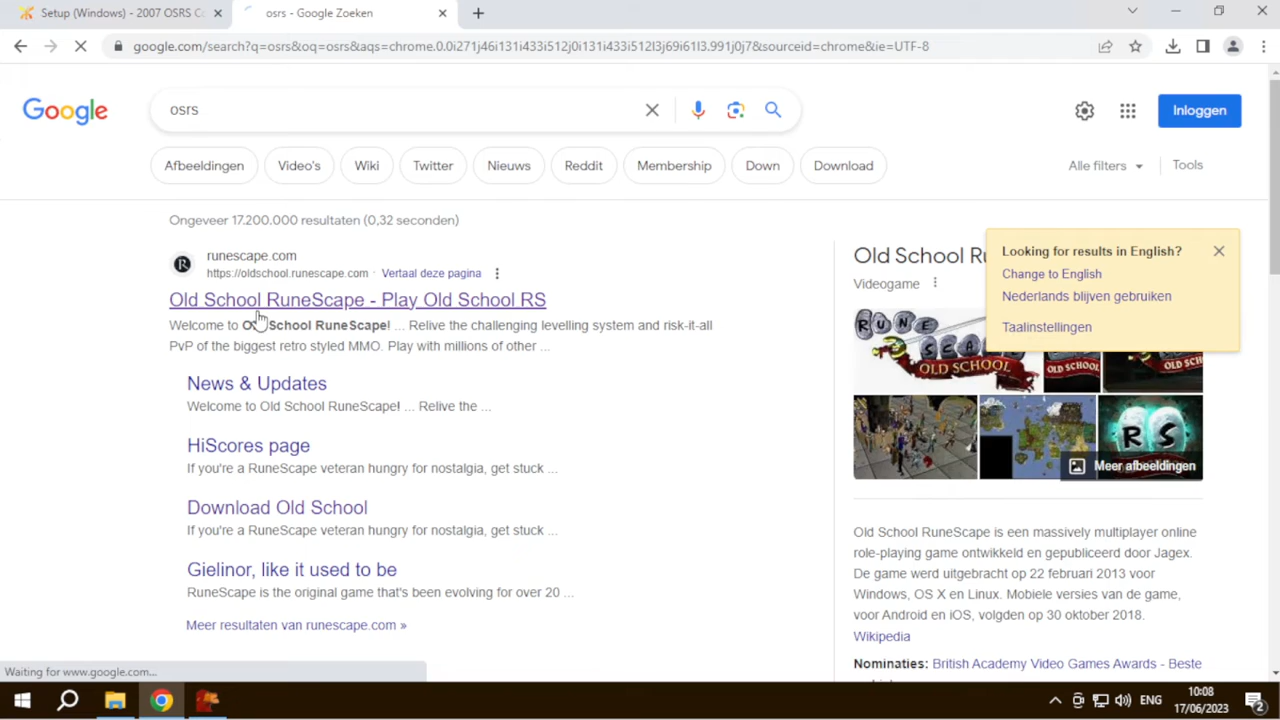 Setup (Windows) - 2007 OSRS Co
osrs - Google Zoeken
google.com/search?q=osrs&oq=osrs&aqs=chrome.0.0i271j46i131i433i512j0i131i433i512l3j69i61l3.991j0j7&sourceid=chrome&ie=UTF-8
Google
osrs
Inloggen
Afbeeldingen
Video's
Wiki
Twitter
Nieuws
Reddit
Membership
Down
Download
Alle filters
Tools
Ongeveer 17.200.000 resultaten (0,32 seconden)
runescape.com
https://oldschool.runescape.com · Vertaal deze pagina
Old School RuneScape - Play Old School RS
Welcome to Old School RuneScape! ... Relive the challenging levelling system and risk-it-all
PvP of the biggest retro styled MMO. Play with millions of other ...
News & Updates
Welcome to Old School RuneScape! ... Relive the ...
HiScores page
If you're a RuneScape veteran hungry for nostalgia, get stuck ...
Download Old School
If you're a RuneScape veteran hungry for nostalgia, get stuck ...
Gielinor, like it used to be
RuneScape is the original game that's been evolving for over 20 ...
Meer resultaten van runescape.com »
Old School Ru
Videogame
Looking for results in English?
Change to English
Nederlands blijven gebruiken
Taalinstellingen
RUNE SCAPE
OLD SCHOOL
OLD SCHOOL
OLD SCH
RS
Meer afbeeldingen
Old School RuneScape is een massively multiplayer online
role-playing game ontwikkeld en gepubliceerd door Jagex.
De game werd uitgebracht op 22 februari 2013 voor
Windows, OS X en Linux. Mobiele versies van de game,
voor Android en iOS, volgden op 30 oktober 2018.
Wikipedia
Nominaties: British Academy Video Games Awards - Beste
Waiting for www.google.com...
ENG
10:08
17/06/2023
2